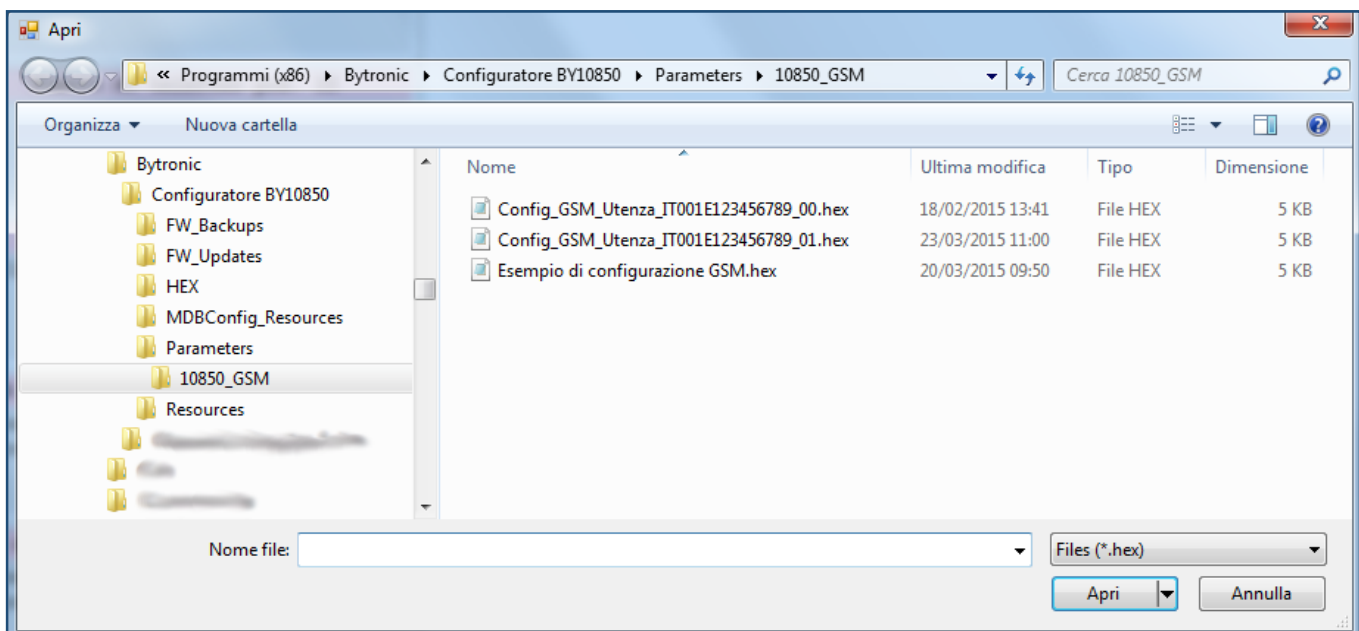 Apri
« Programmi (x86) ▸ Bytronic ▸ Configuratore BY10850 ▸ Parameters ▸ 10850_GSM
Cerca 10850_GSM
Organizza Nuova cartella
Bytronic
Configuratore BY10850
FW_Backups
FW_Updates
HEX
MDBConfig_Resources
Parameters
10850_GSM
Resources
Nome Ultima modifica Tipo Dimensione
Config_GSM_Utenza_IT001E123456789_00.hex 18/02/2015 13:41 File HEX 5 KB
Config_GSM_Utenza_IT001E123456789_01.hex 23/03/2015 11:00 File HEX 5 KB
Esempio di configurazione GSM.hex 20/03/2015 09:50 File HEX 5 KB
Nome file: Files (*.hex)
Apri Annulla